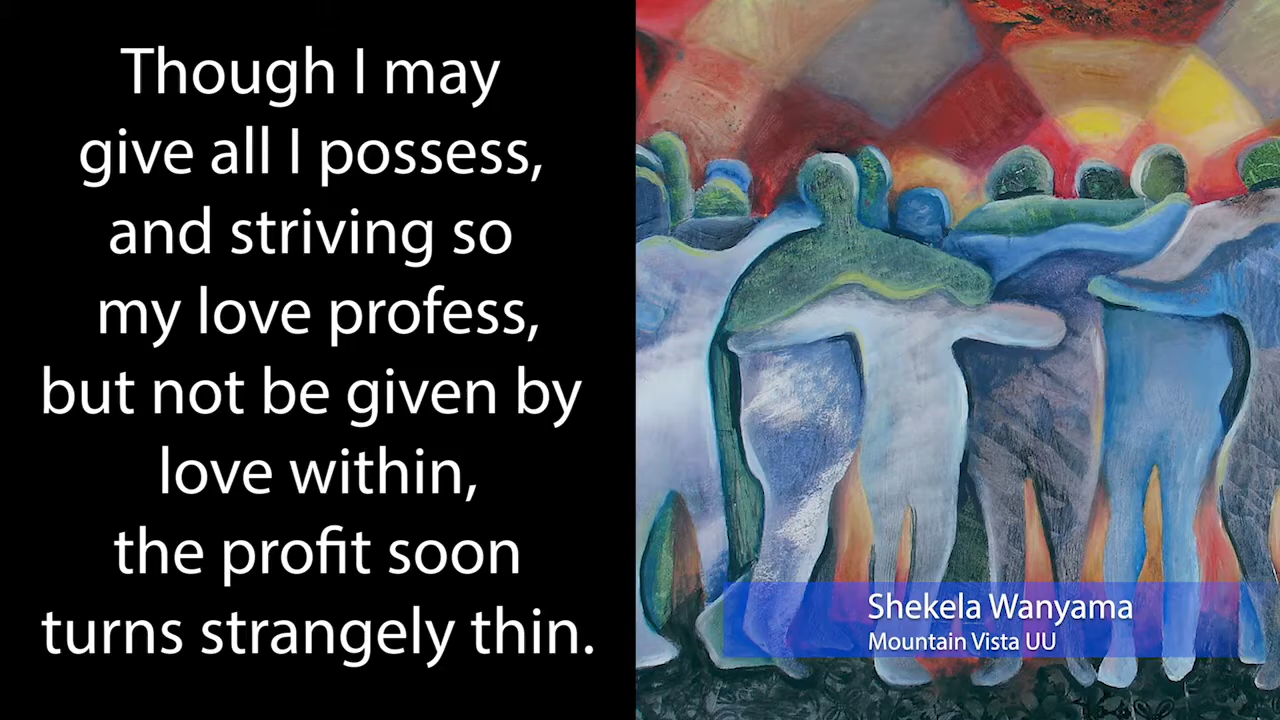 Though I may
give all I possess,
and striving so
my love profess,
but not be given by
love within,
the profit soon
turns strangely thin.
Shekela Wanyama
Mountain Vista UU